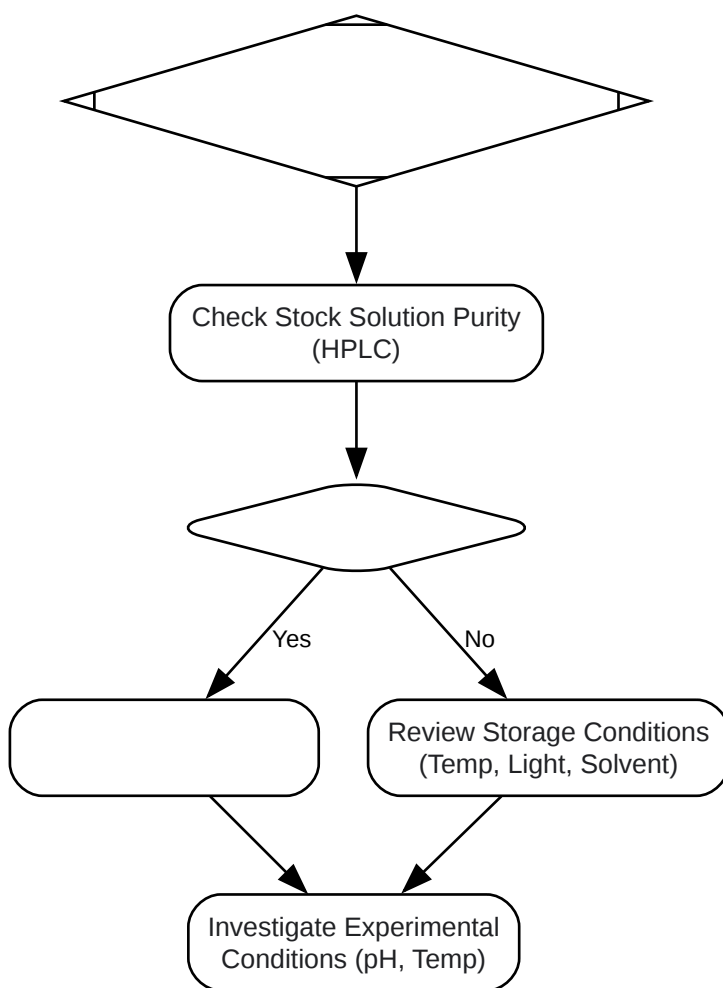 Check Stock Solution Purity
(HPLC)
Yes
No
Review Storage Conditions
(Temp, Light, Solvent)
Investigate Experimental
Conditions (pH, Temp)